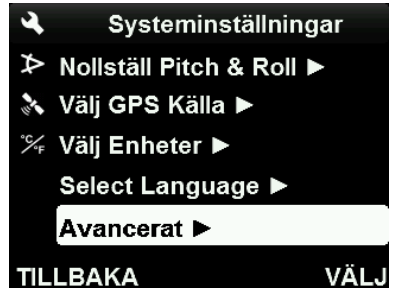 Systeminställningar
Nollställ Pitch & Roll ►
Välj GPS Källa ►
°C/°F Välj Enheter ►
Select Language ►
Avancerat ►
TILLBAKA VÄLJ